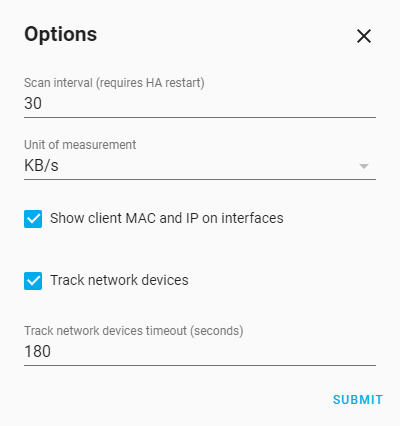 Options
Scan interval (requires HA restart)
30
Unit of measurement
KB/s
Show client MAC and IP on interfaces
Track network devices
Track network devices timeout (seconds)
180
SUBMIT